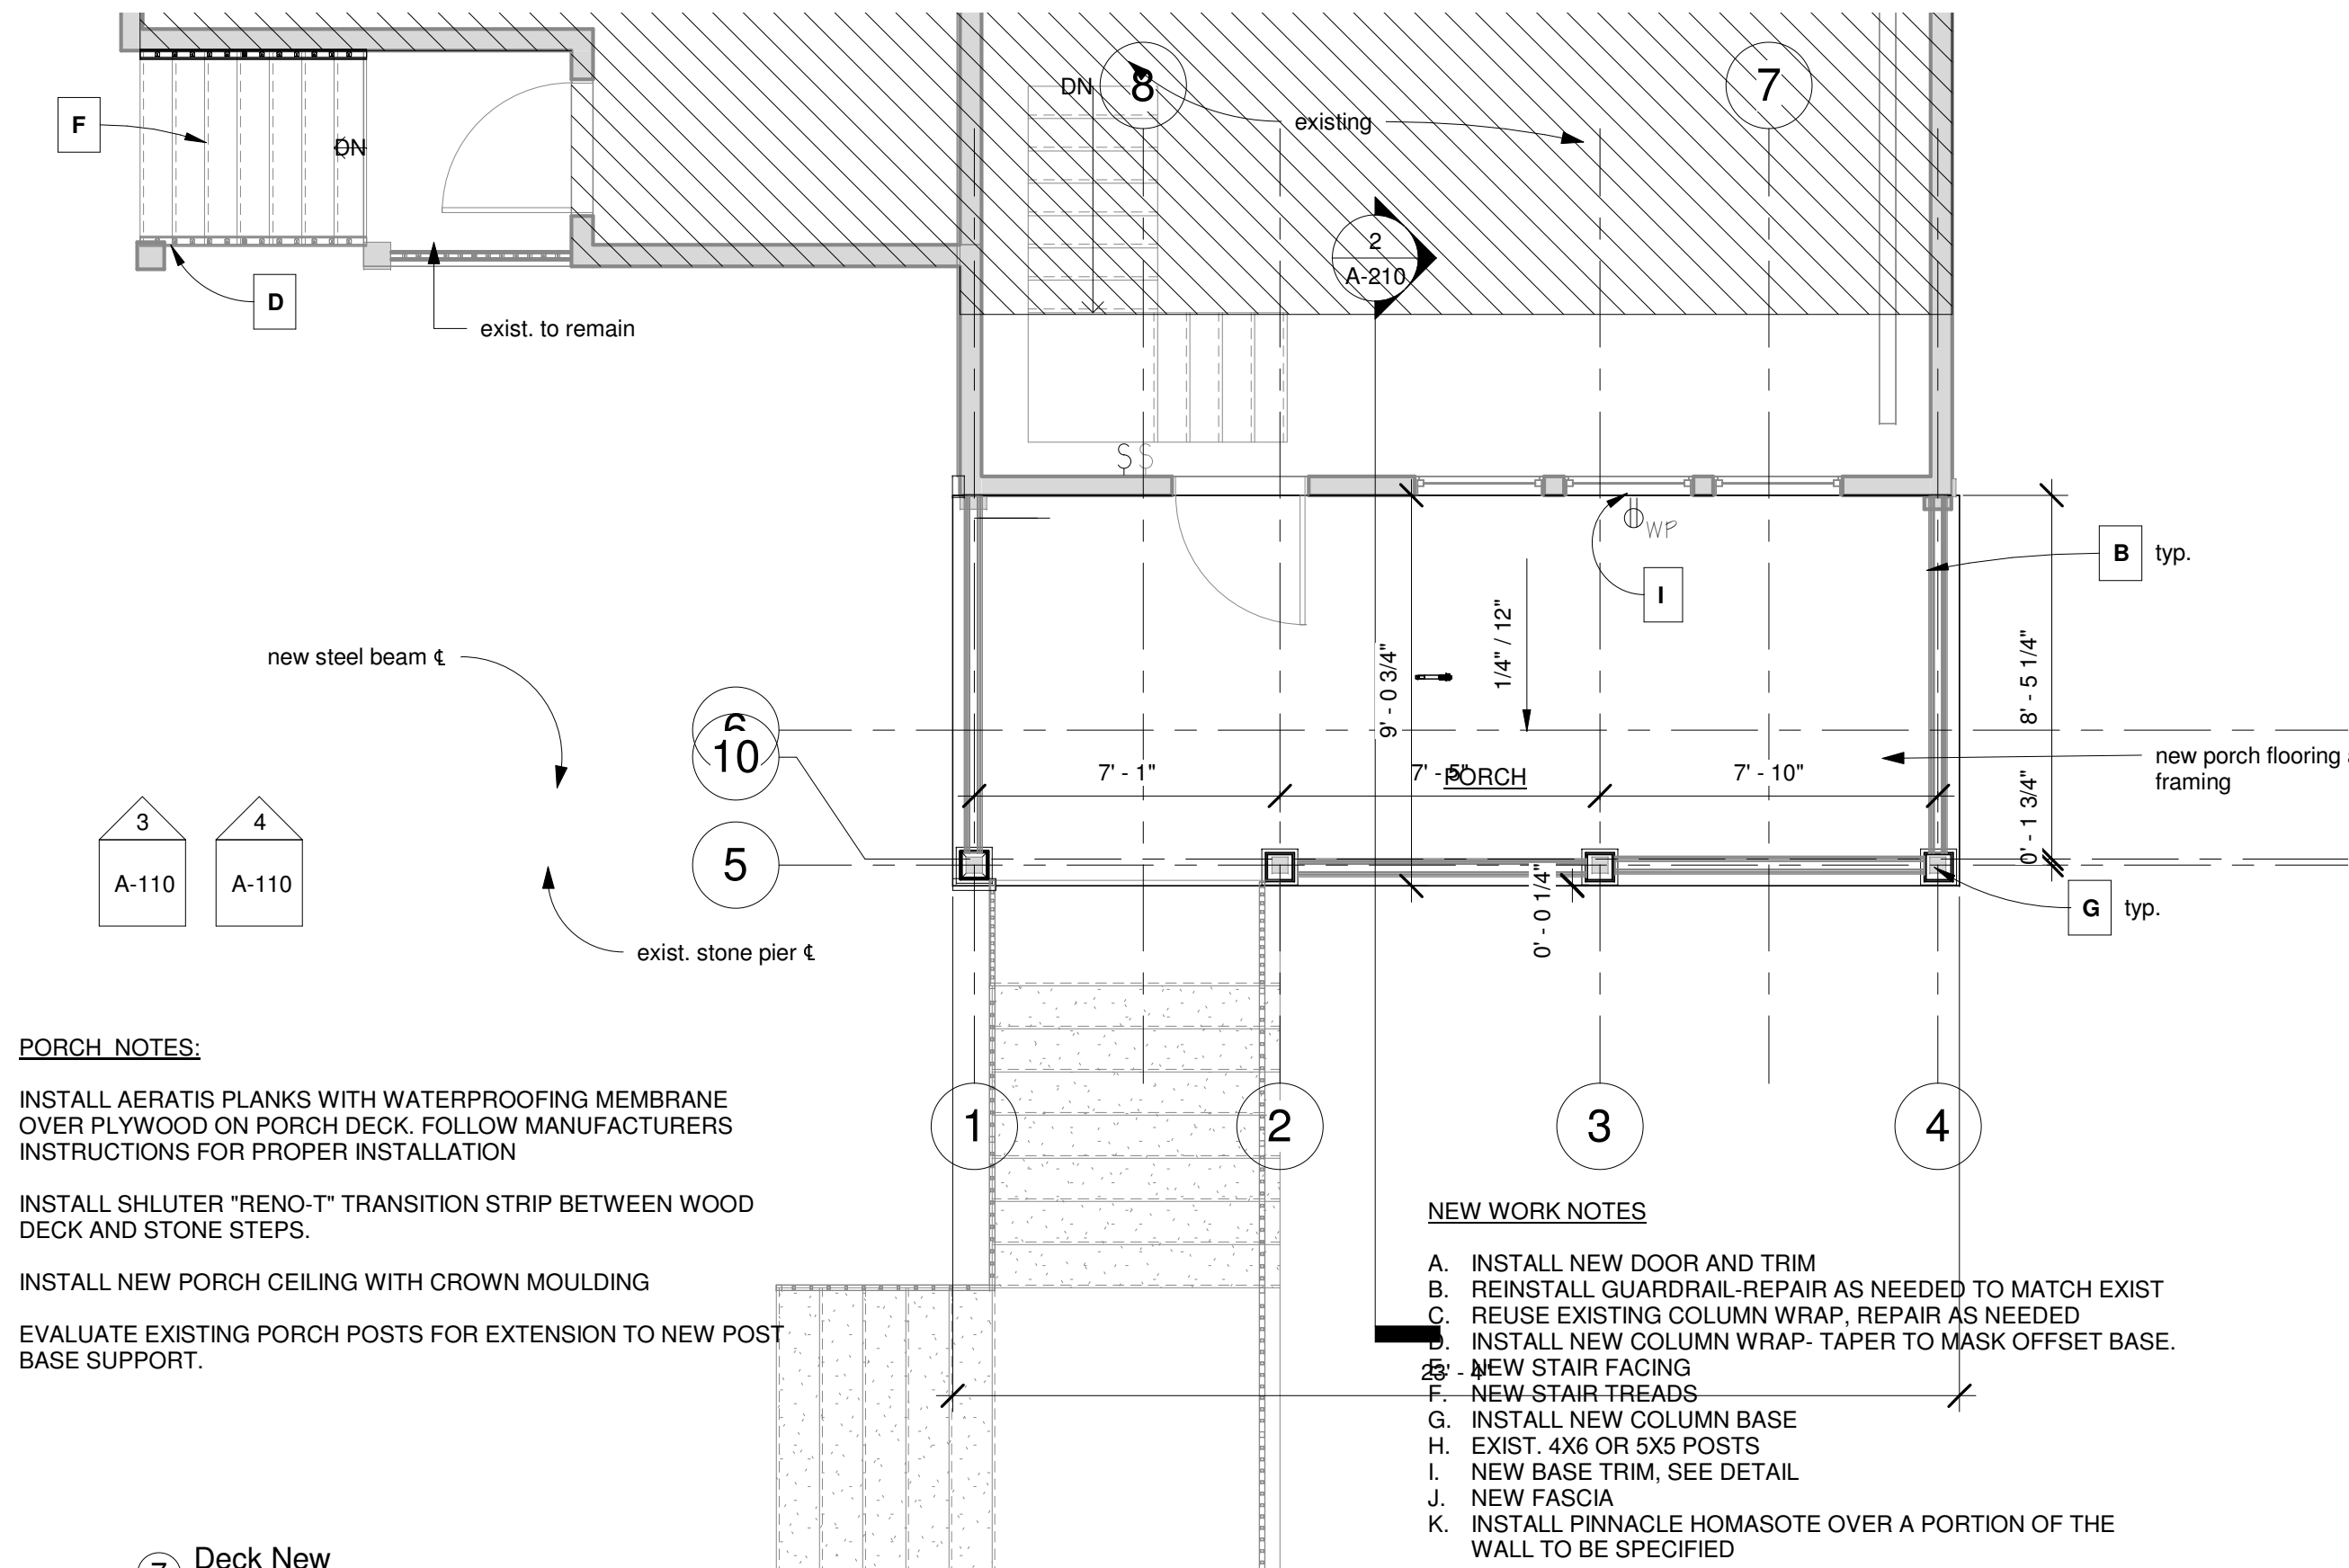 8
7
DN
existing
F
DN
2
A-210
D
exist. to remain
S S
WP
B typ.
I
1/4" / 12"
new steel beam ℄
9' - 0 3/4"
8' - 5 1/4"
6
10
7' - 1"
7' - 5"
7' - 10"
PORCH
new porch flooring
framing
0' - 1 3/4"
3
A-110
4
A-110
5
0' - 0 1/4"
G typ.
exist. stone pier ℄
PORCH NOTES:
INSTALL AERATIS PLANKS WITH WATERPROOFING MEMBRANE
OVER PLYWOOD ON PORCH DECK. FOLLOW MANUFACTURERS
INSTRUCTIONS FOR PROPER INSTALLATION
INSTALL SHLUTER "RENO-T" TRANSITION STRIP BETWEEN WOOD
DECK AND STONE STEPS.
INSTALL NEW PORCH CEILING WITH CROWN MOULDING
EVALUATE EXISTING PORCH POSTS FOR EXTENSION TO NEW POST
BASE SUPPORT.
1
2
3
4
NEW WORK NOTES
A. INSTALL NEW DOOR AND TRIM
B. REINSTALL GUARDRAIL-REPAIR AS NEEDED TO MATCH EXIST
C. REUSE EXISTING COLUMN WRAP, REPAIR AS NEEDED
D. INSTALL NEW COLUMN WRAP- TAPER TO MASK OFFSET BASE.
E. NEW STAIR FACING
23' - 4"
F. NEW STAIR TREADS
G. INSTALL NEW COLUMN BASE
H. EXIST. 4X6 OR 5X5 POSTS
I. NEW BASE TRIM, SEE DETAIL
J. NEW FASCIA
K. INSTALL PINNACLE HOMASOTE OVER A PORTION OF THE
WALL TO BE SPECIFIED
7 Deck New